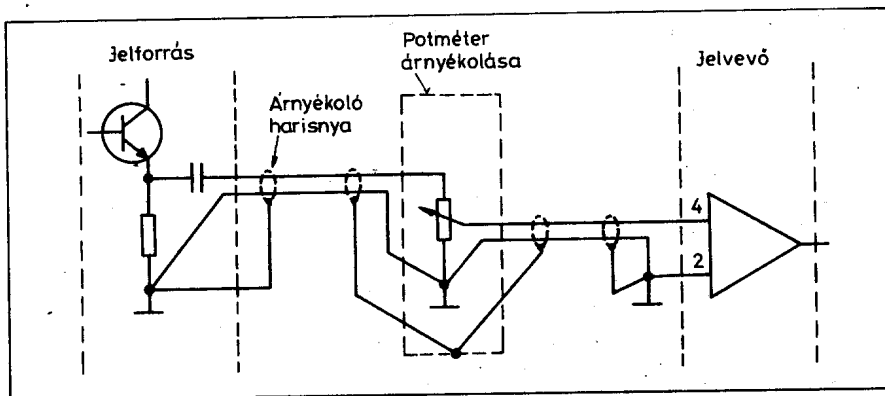 Jelforrás
Árnyékoló
harisnya
Potméter
árnyékolása
Jelvevő
4
2